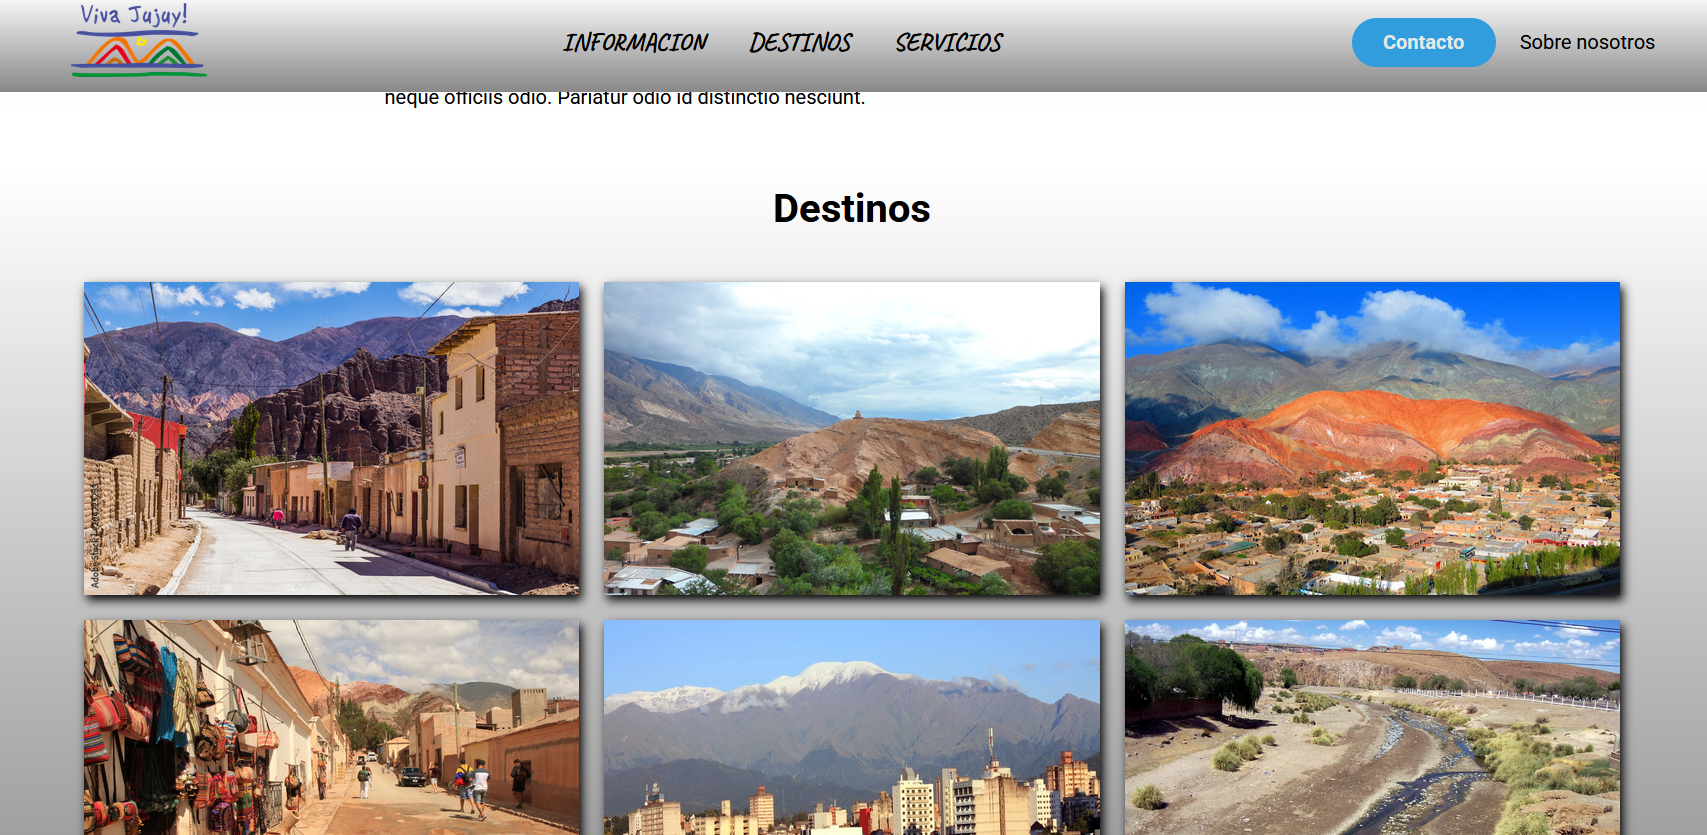 Viva Jujuy!
INFORMACION DESTINOS SERVICIOS
Contacto Sobre nosotros
neque officiis odio. Pariatur odio id distinctio nesciunt.
Destinos